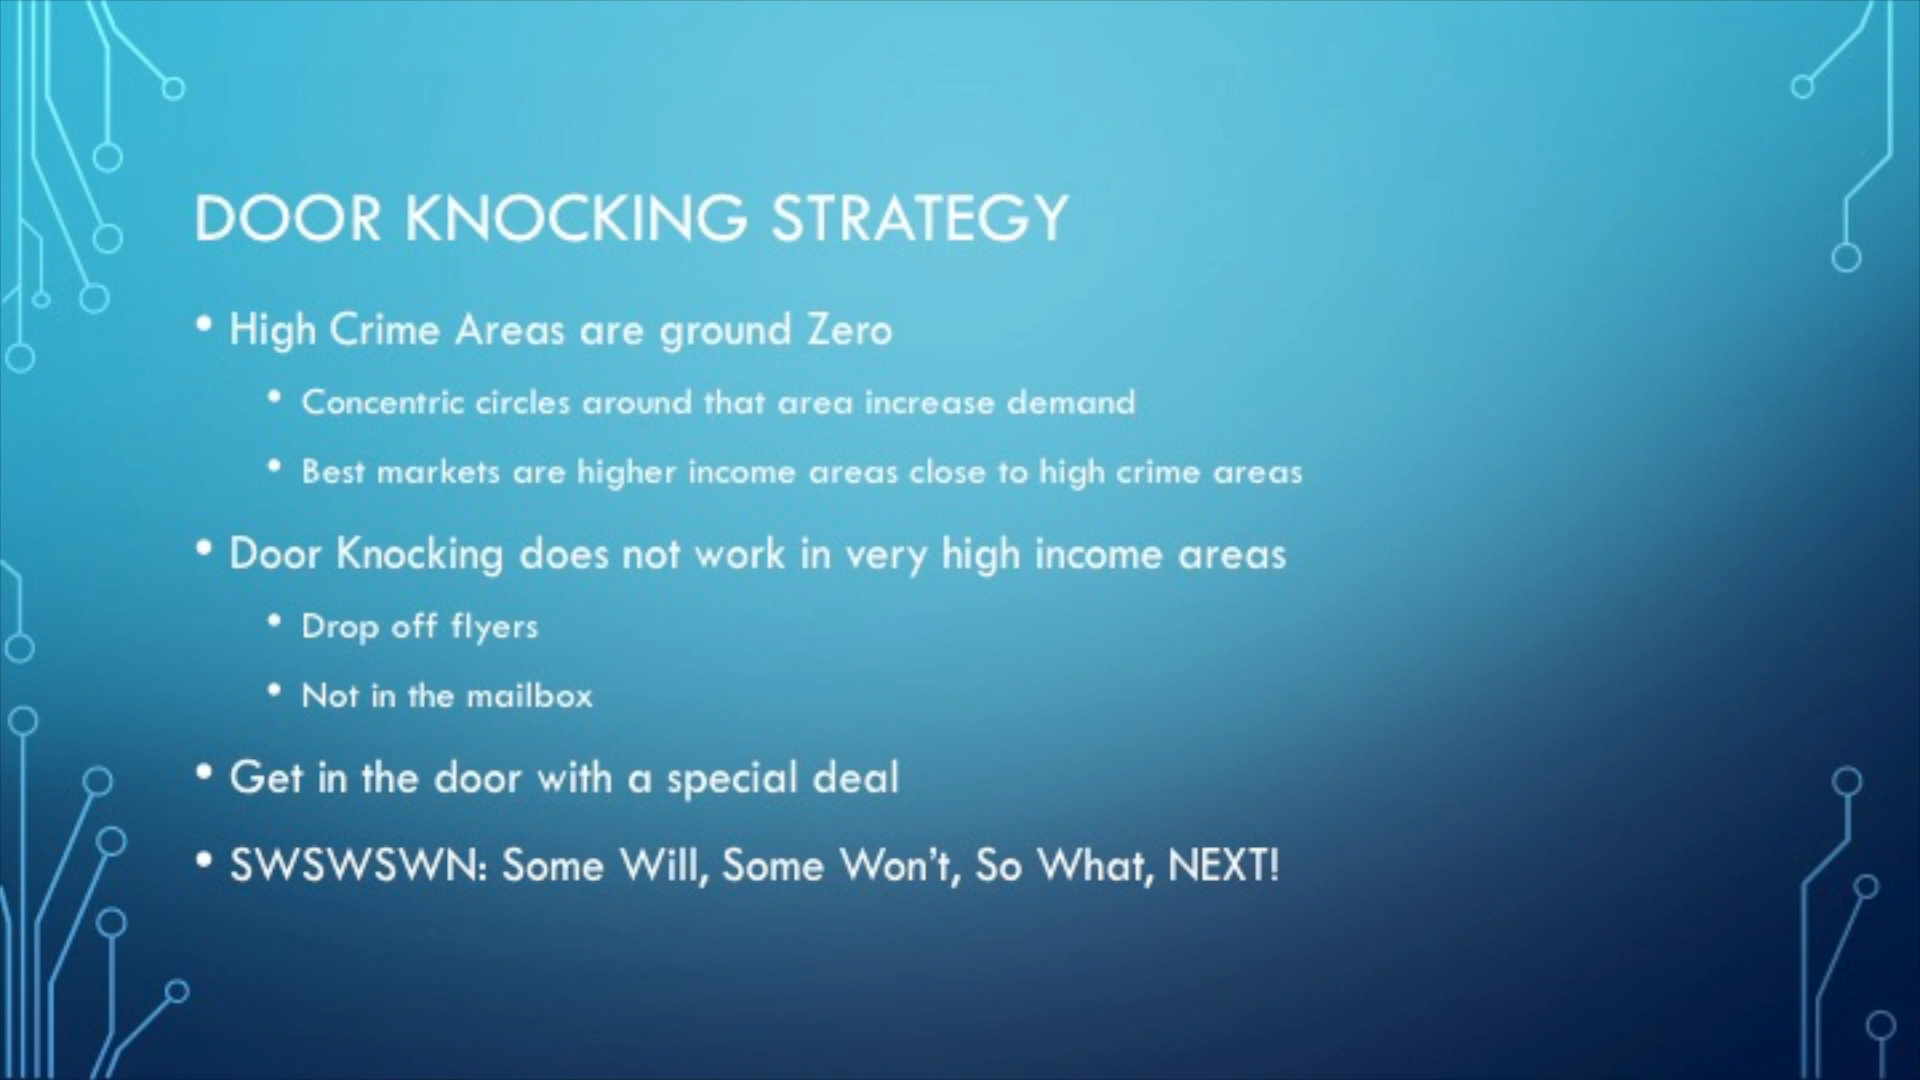 DOOR KNOCKING STRATEGY
• High Crime Areas are ground Zero
• Concentric circles around that area increase demand
• Best markets are higher income areas close to high crime areas
• Door Knocking does not work in very high income areas
• Drop off flyers
• Not in the mailbox
• Get in the door with a special deal
• SWSWSWN: Some Will, Some Won't, So What, NEXT!